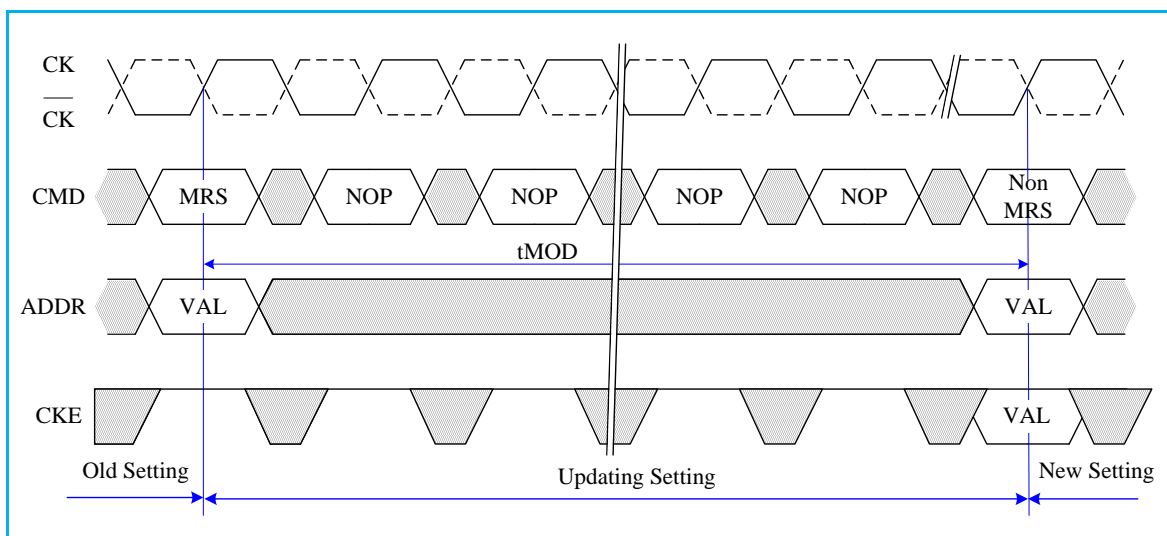 CK
CK
CMD MRS NOP NOP NOP NOP Non MRS
tMOD
ADDR VAL VAL
CKE VAL
Old Setting Updating Setting New Setting